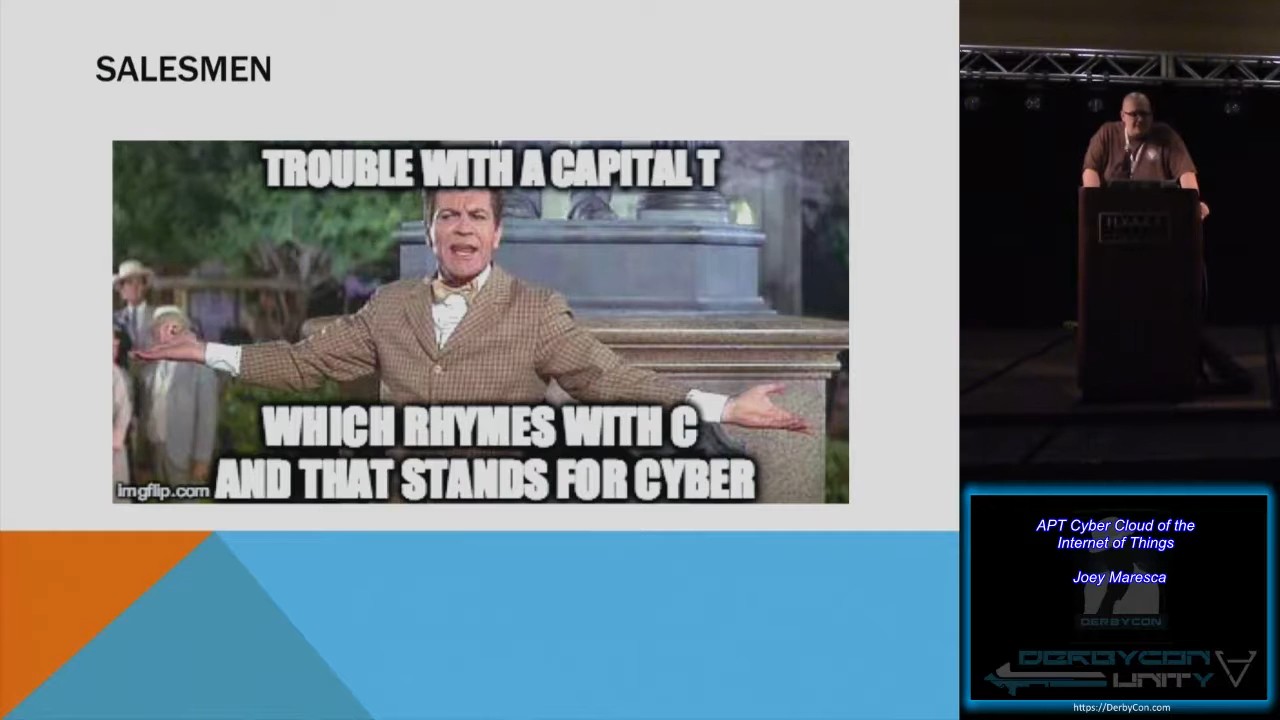 SALESMEN
TROUBLE WITH A CAPITAL T
WHICH RHYMES WITH C
AND THAT STANDS FOR CYBER
imgflip.com
HYATT
APT Cyber Cloud of the
Internet of Things
Joey Maresca
DERBYCON
DERBYCON
UNITY
https://DerbyCon.com